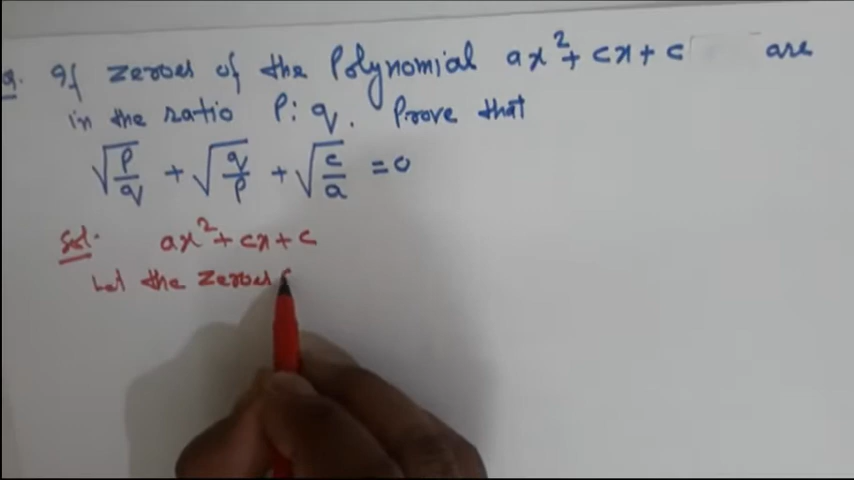 Q. If zeroes of the Polynomial ax²+cx+c are
in the ratio P:q. Prove that
√(P/q) + √(q/P) + √(c/a) = 0
Sol. ax²+cx+c
Let the zeroes